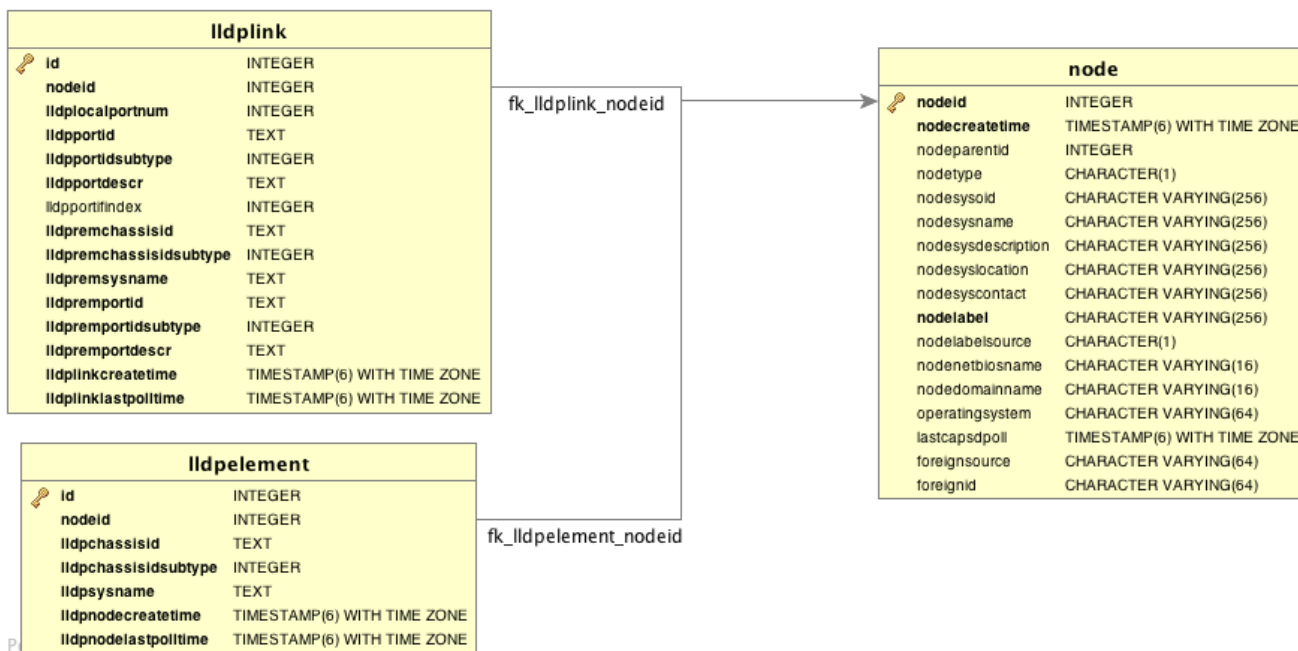 lldplink
id INTEGER
nodeid INTEGER
lldplocalportnum INTEGER
lldpportid TEXT
lldpportidsubtype INTEGER
lldpportdescr TEXT
lldpportifindex INTEGER
lldpremchassisid TEXT
lldpremchassisidsubtype INTEGER
lldpremsysname TEXT
lldpremportid TEXT
lldpremportidsubtype INTEGER
lldpremportdescr TEXT
lldplinkcreatetime TIMESTAMP(6) WITH TIME ZONE
lldplinklastpolltime TIMESTAMP(6) WITH TIME ZONE
fk_lldplink_nodeid
node
nodeid INTEGER
nodecreatetime TIMESTAMP(6) WITH TIME ZONE
nodeparentid INTEGER
nodetype CHARACTER(1)
nodesysoid CHARACTER VARYING(256)
nodesysname CHARACTER VARYING(256)
nodesysdescription CHARACTER VARYING(256)
nodesyslocation CHARACTER VARYING(256)
nodesyscontact CHARACTER VARYING(256)
nodelabel CHARACTER VARYING(256)
nodelabelsource CHARACTER(1)
nodenetbiosname CHARACTER VARYING(16)
nodedomainname CHARACTER VARYING(16)
operatingsystem CHARACTER VARYING(64)
lastcapsdpoll TIMESTAMP(6) WITH TIME ZONE
foreignsource CHARACTER VARYING(64)
foreignid CHARACTER VARYING(64)
lldpelement
id INTEGER
nodeid INTEGER
lldpchassisid TEXT
lldpchassisidsubtype INTEGER
lldpsysname TEXT
lldpnodecreatetime TIMESTAMP(6) WITH TIME ZONE
lldpnodelastpolltime TIMESTAMP(6) WITH TIME ZONE
fk_lldpelement_nodeid